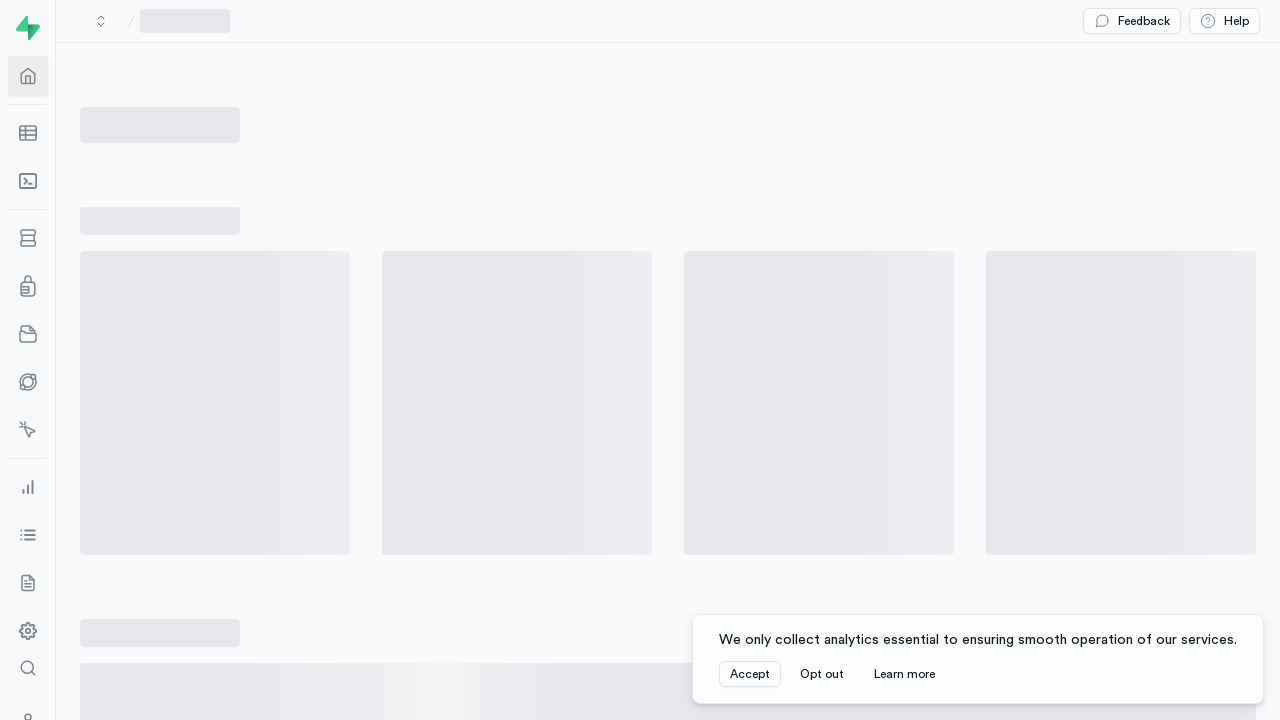 Feedback
Help
We only collect analytics essential to ensuring smooth operation of our services.
Accept
Opt out
Learn more